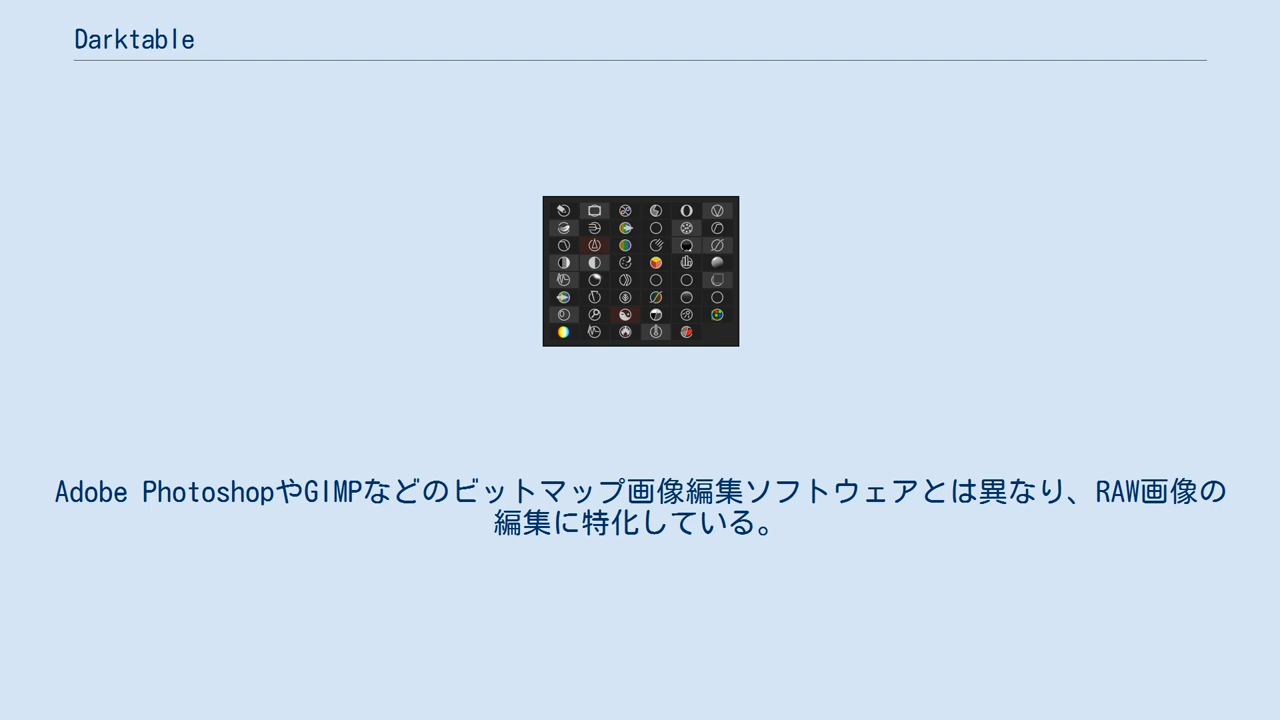 Darktable
Adobe PhotoshopやGIMPなどのビットマップ画像編集ソフトウェアとは異なり、RAW画像の
編集に特化している。